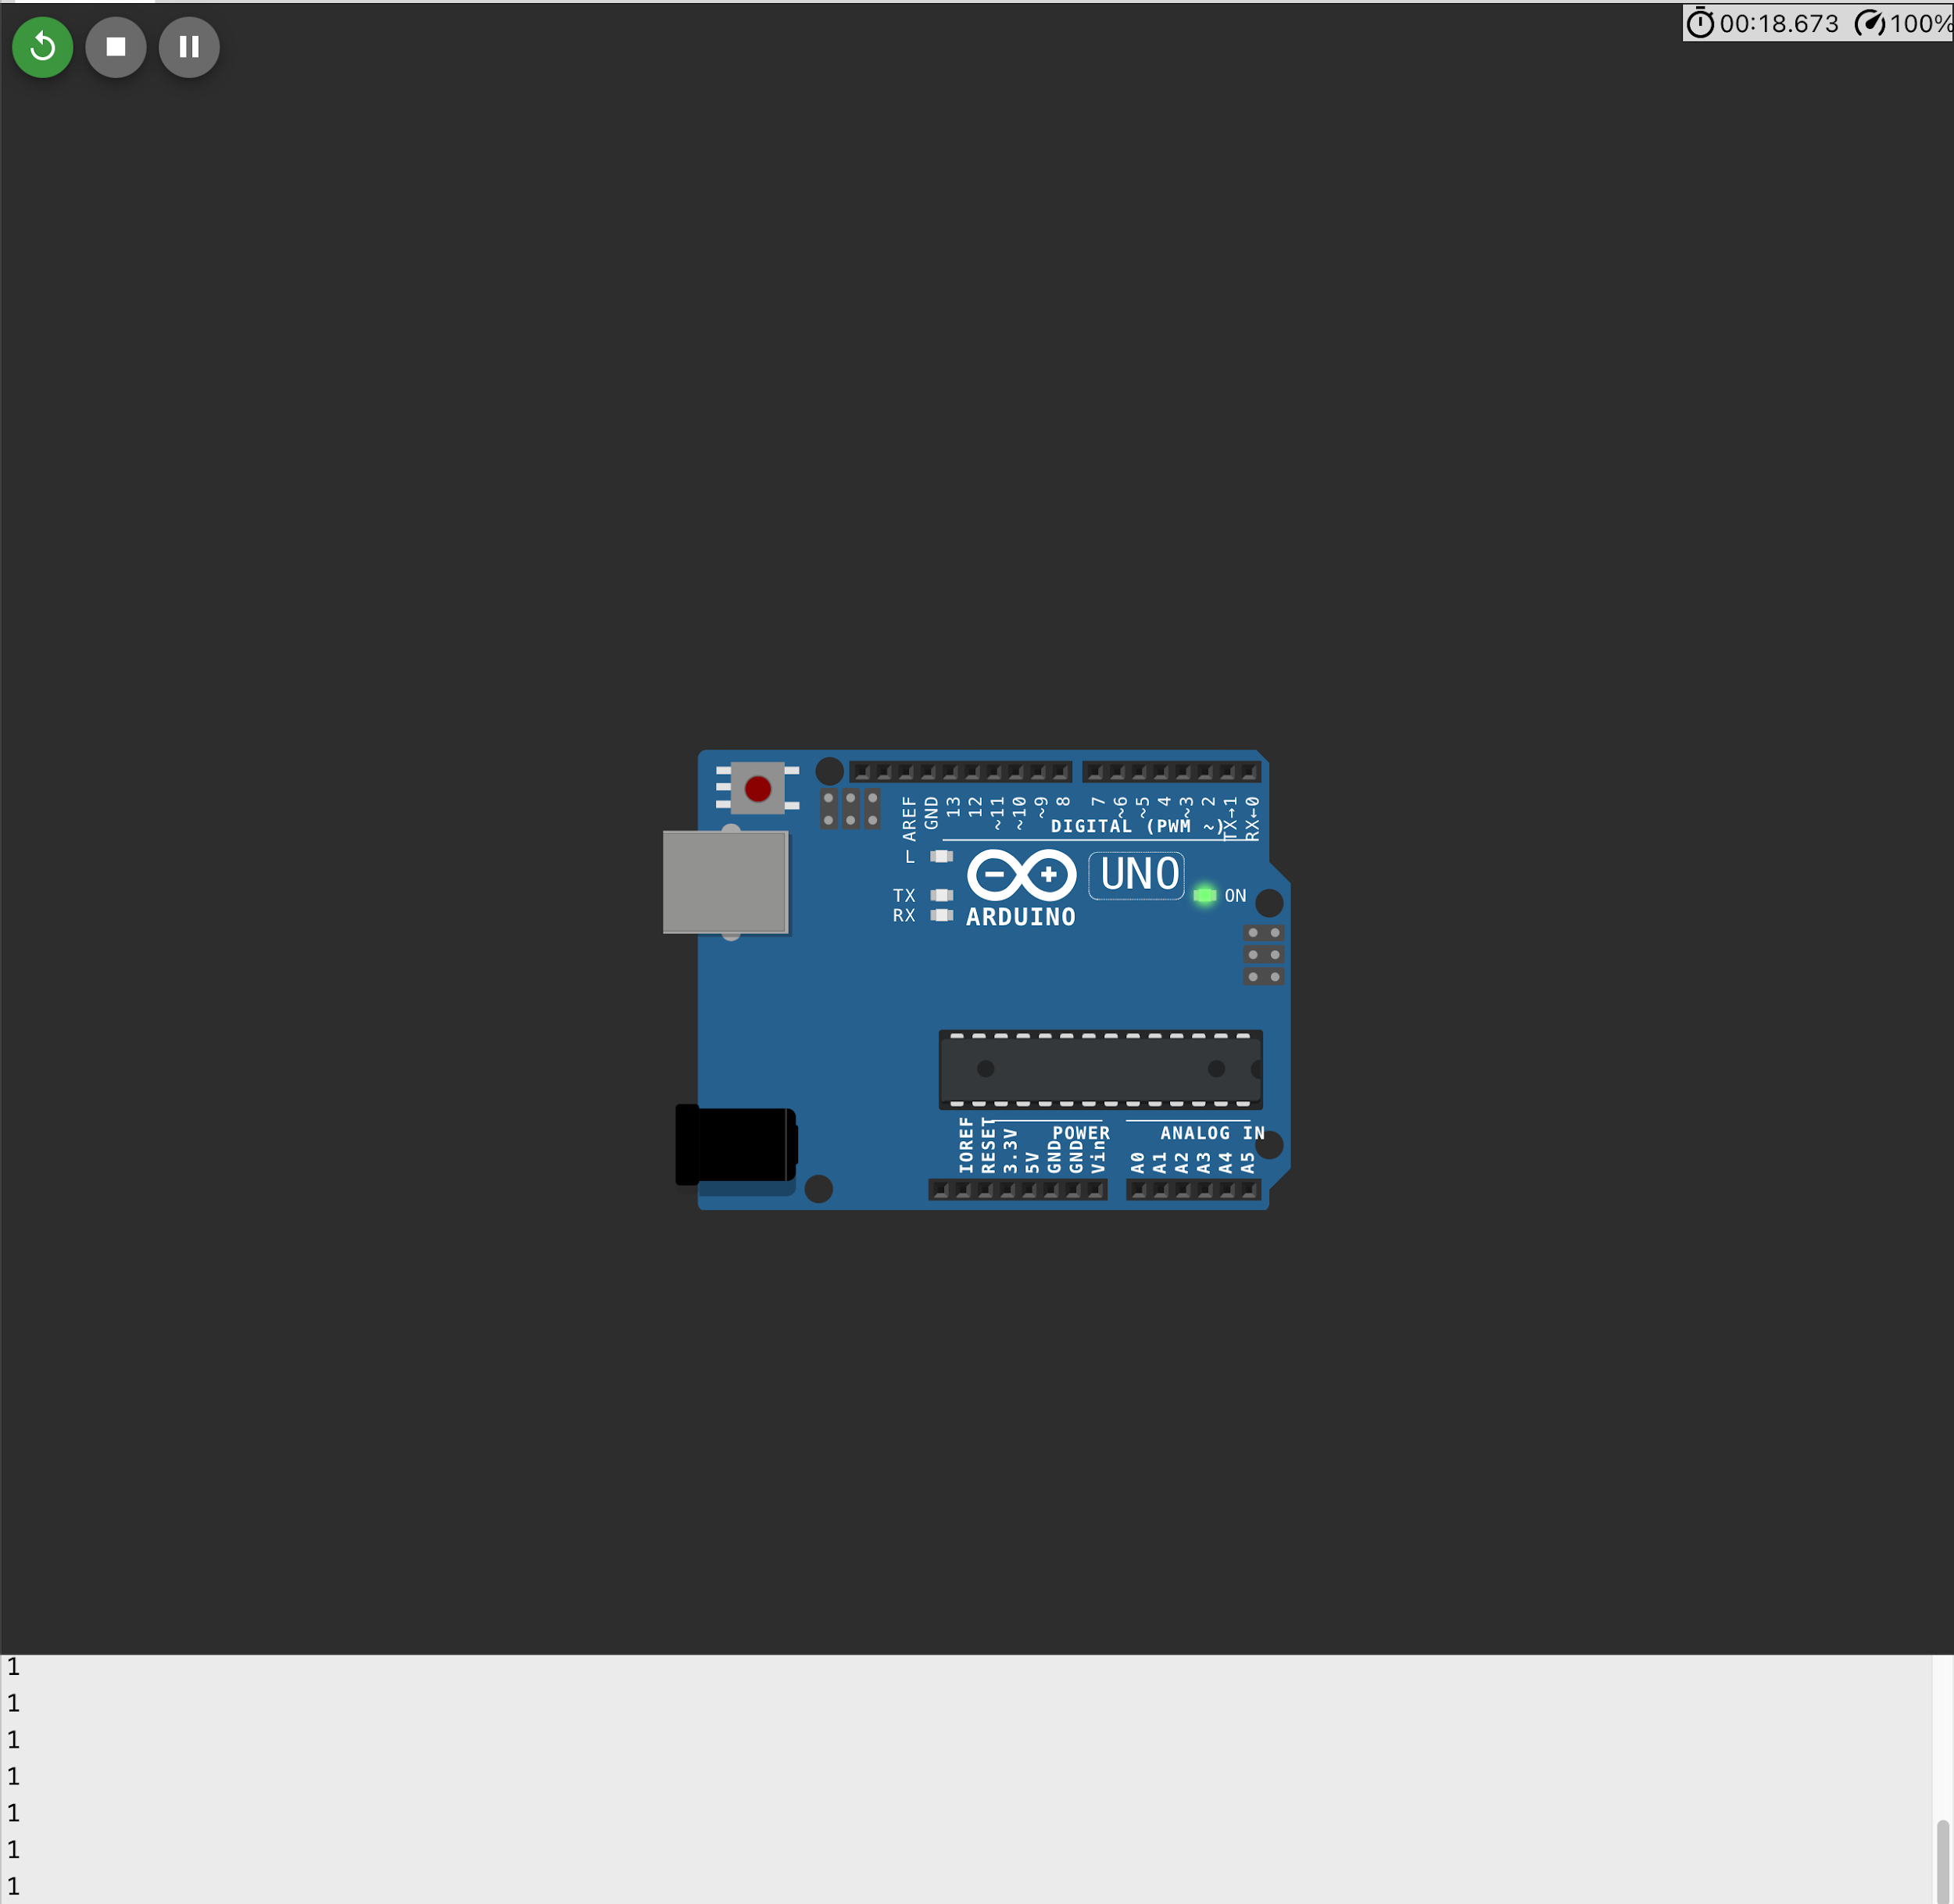 00:18.673 100%
AREF
GND
13
12
~11
~10
~9
8
7
~6
~5
4
~3
2
TX→1
RX←0
DIGITAL (PWM ~)
L
TX
RX
UNO
ON
ARDUINO
IOREF
RESET
3.3V
5V
GND
GND
Vin
POWER
ANALOG IN
A0
A1
A2
A3
A4
A5
1
1
1
1
1
1
1